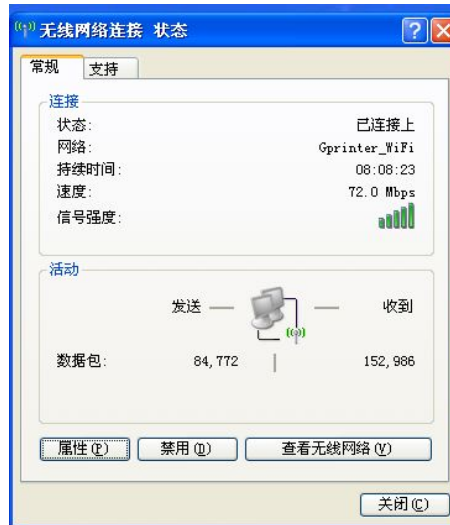 无线网络连接 状态
常规 支持
连接
状态: 已连接上
网络: Gprinter_WiFi
持续时间: 08:08:23
速度: 72.0 Mbps
信号强度:
活动
发送 — — 收到
数据包: 84,772 | 152,986
属性(P) 禁用(D) 查看无线网络(V)
关闭(C)